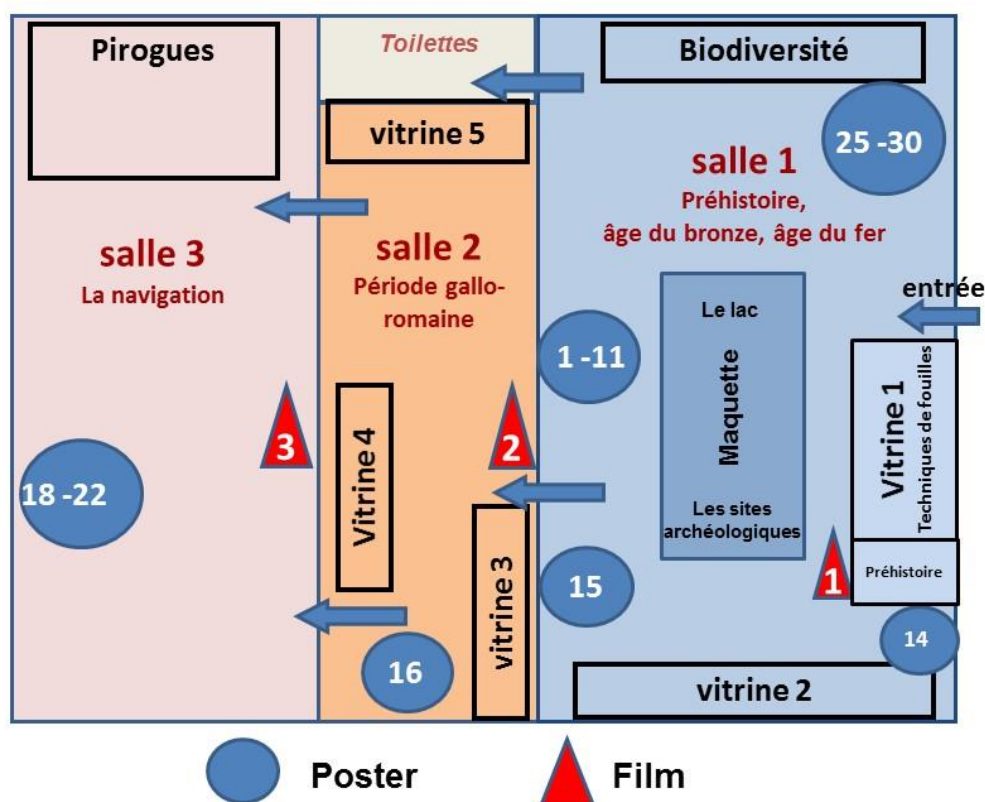 Pirogues
Toilettes
Biodiversité
vitrine 5
25 -30
salle 1
Préhistoire,
âge du bronze, âge du fer
salle 3
La navigation
salle 2
Période gallo-
romaine
entrée
Le lac
Maquette
Les sites
archéologiques
1 -11
Vitrine 1
Techniques de fouilles
Préhistoire
3
2
1
18 -22
Vitrine 4
vitrine 3
15
14
16
vitrine 2
Poster
Film